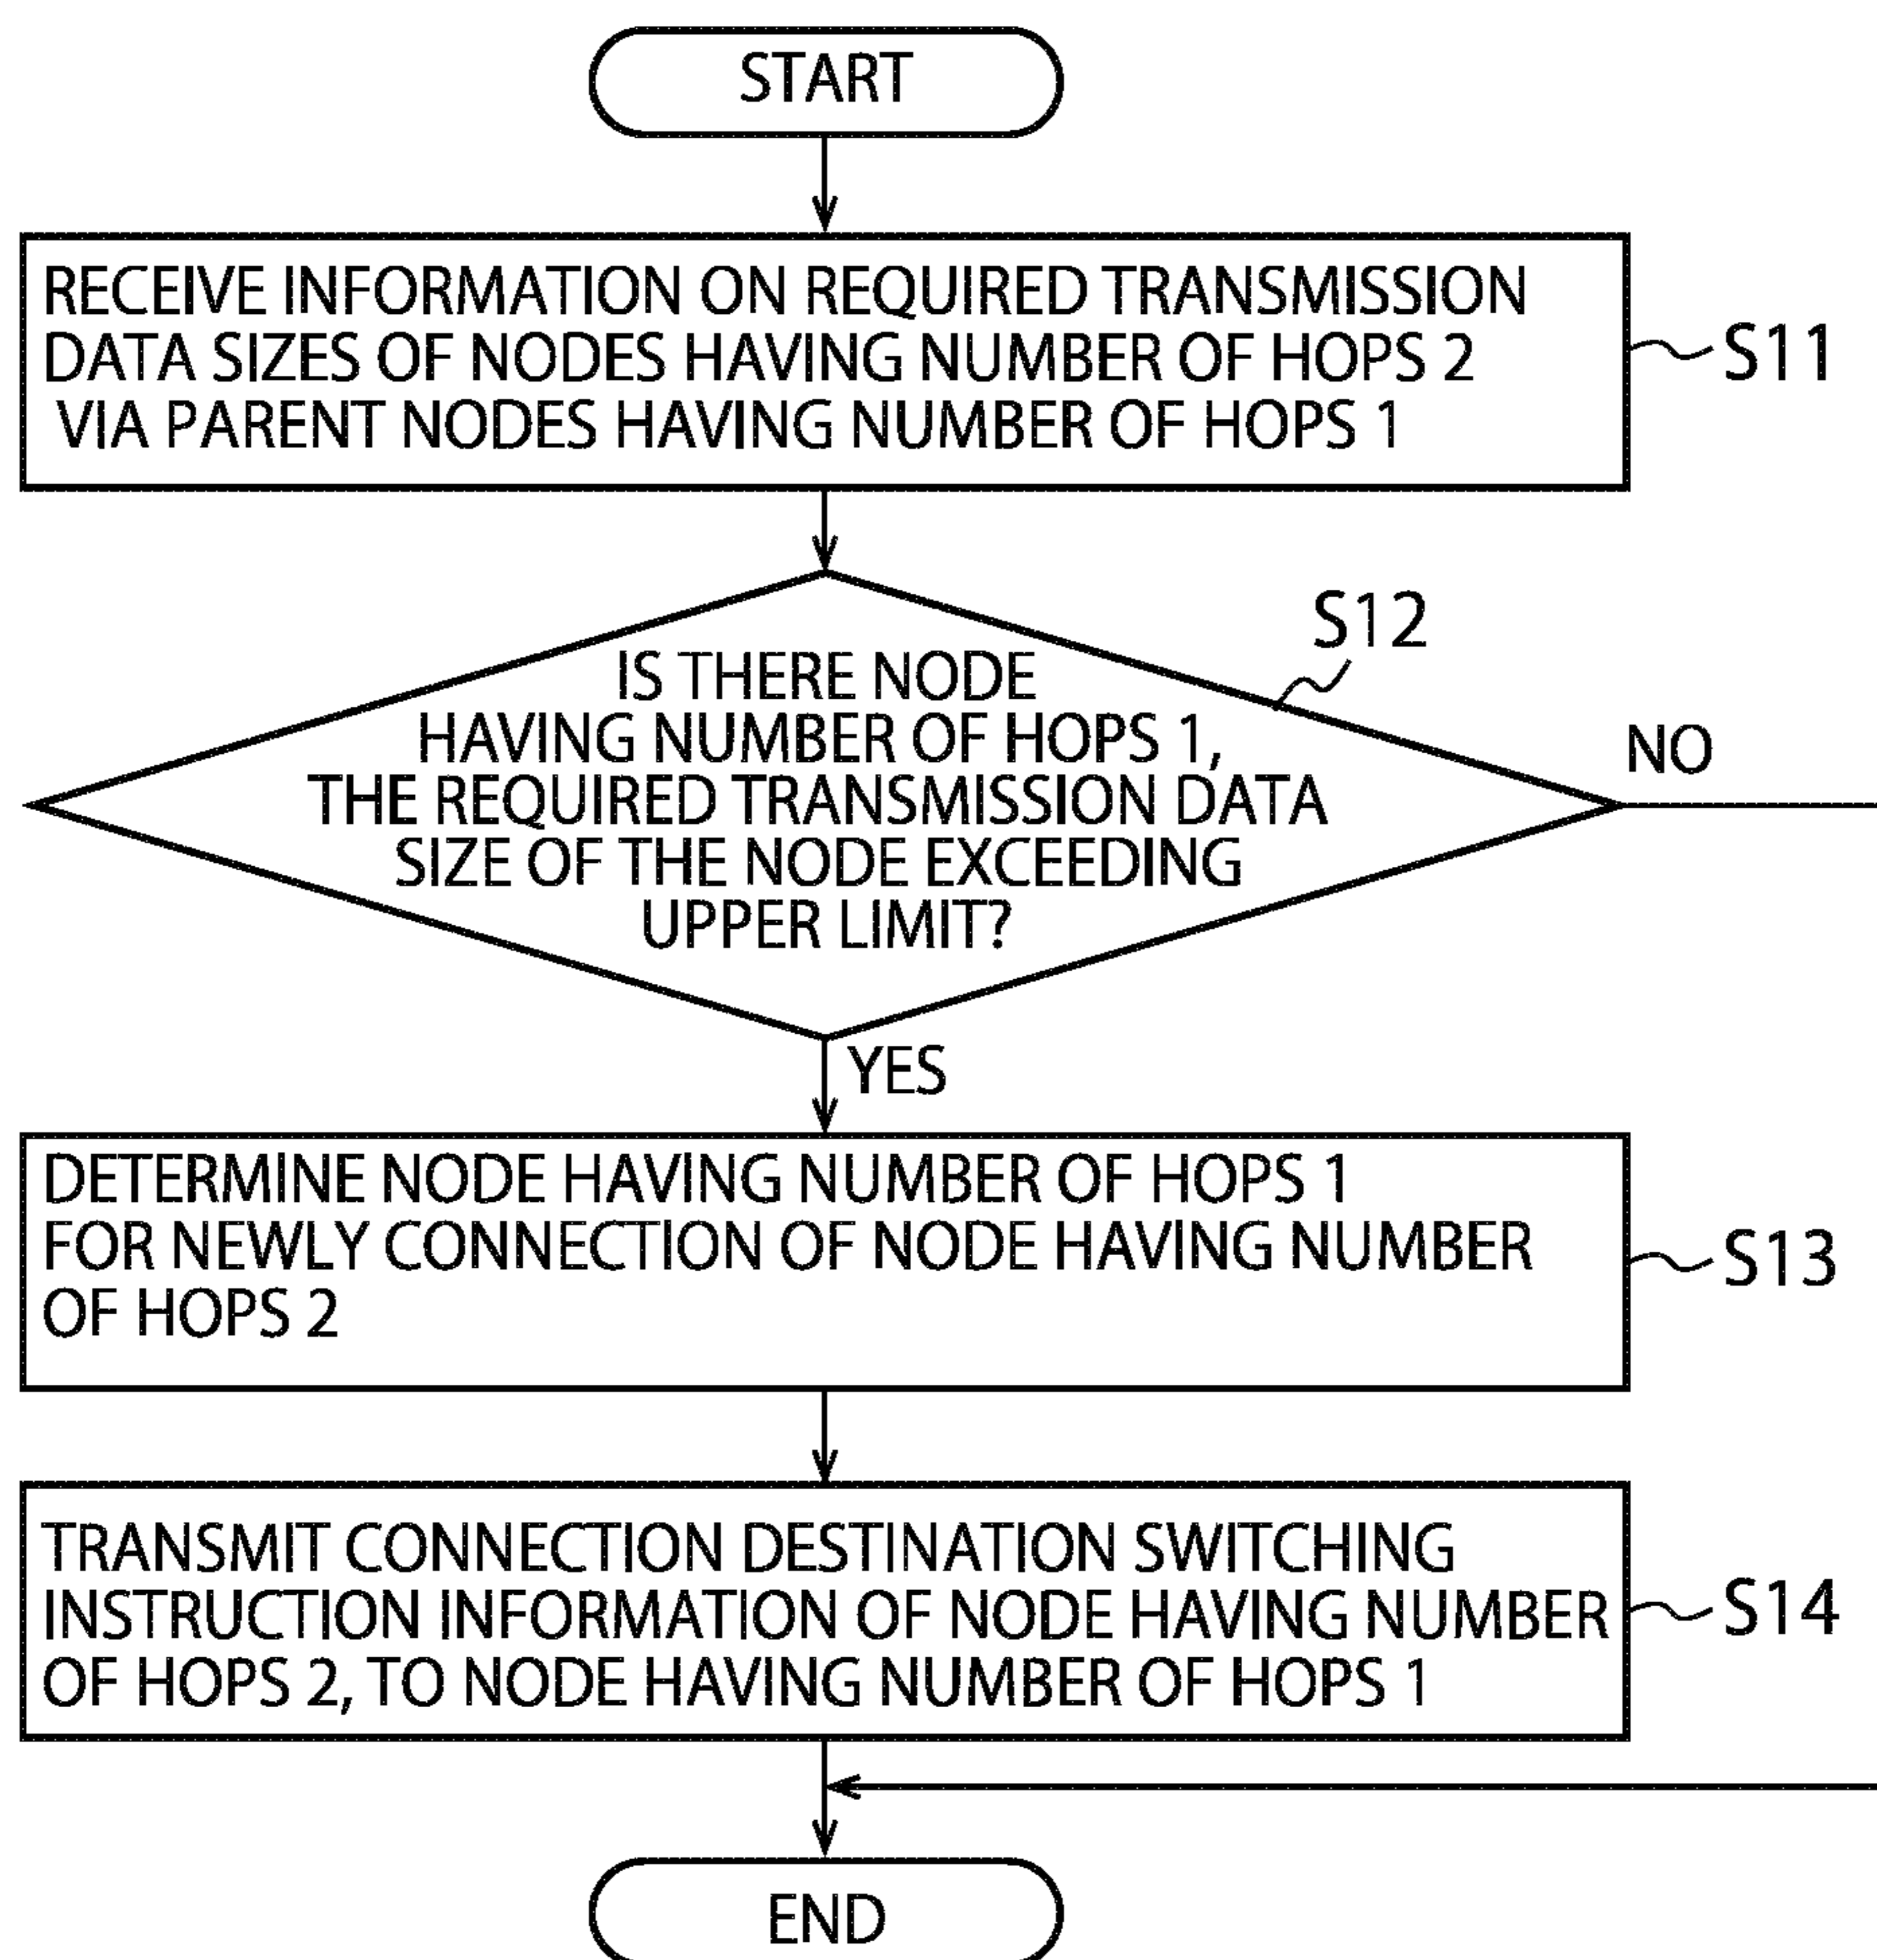 START
RECEIVE INFORMATION ON REQUIRED TRANSMISSION
DATA SIZES OF NODES HAVING NUMBER OF HOPS 2
VIA PARENT NODES HAVING NUMBER OF HOPS 1
S11
S12
IS THERE NODE
HAVING NUMBER OF HOPS 1,
THE REQUIRED TRANSMISSION DATA
SIZE OF THE NODE EXCEEDING
UPPER LIMIT?
NO
YES
DETERMINE NODE HAVING NUMBER OF HOPS 1
FOR NEWLY CONNECTION OF NODE HAVING NUMBER
OF HOPS 2
S13
TRANSMIT CONNECTION DESTINATION SWITCHING
INSTRUCTION INFORMATION OF NODE HAVING NUMBER
OF HOPS 2, TO NODE HAVING NUMBER OF HOPS 1
S14
END